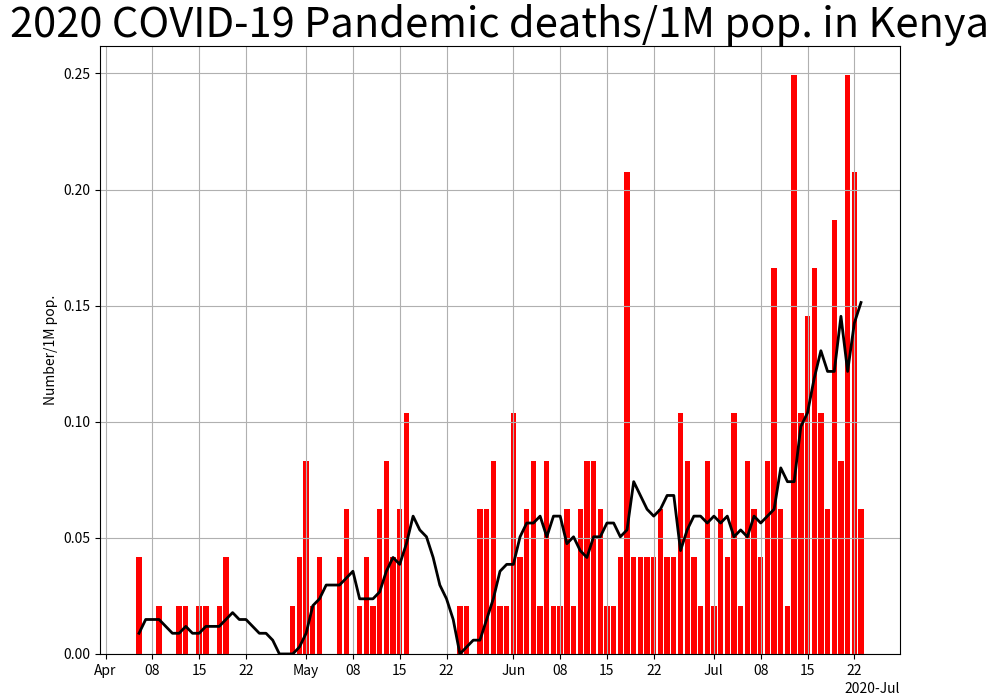 2020 COVID-19 Pandemic deaths/1M pop. in Kenya
0.25
0.20
0.15
0.10
0.05
0.00
Number/1M pop.
Apr 08 15 22 May 08 15 22 Jun 08 15 22 Jul 08 15 22
2020-Jul